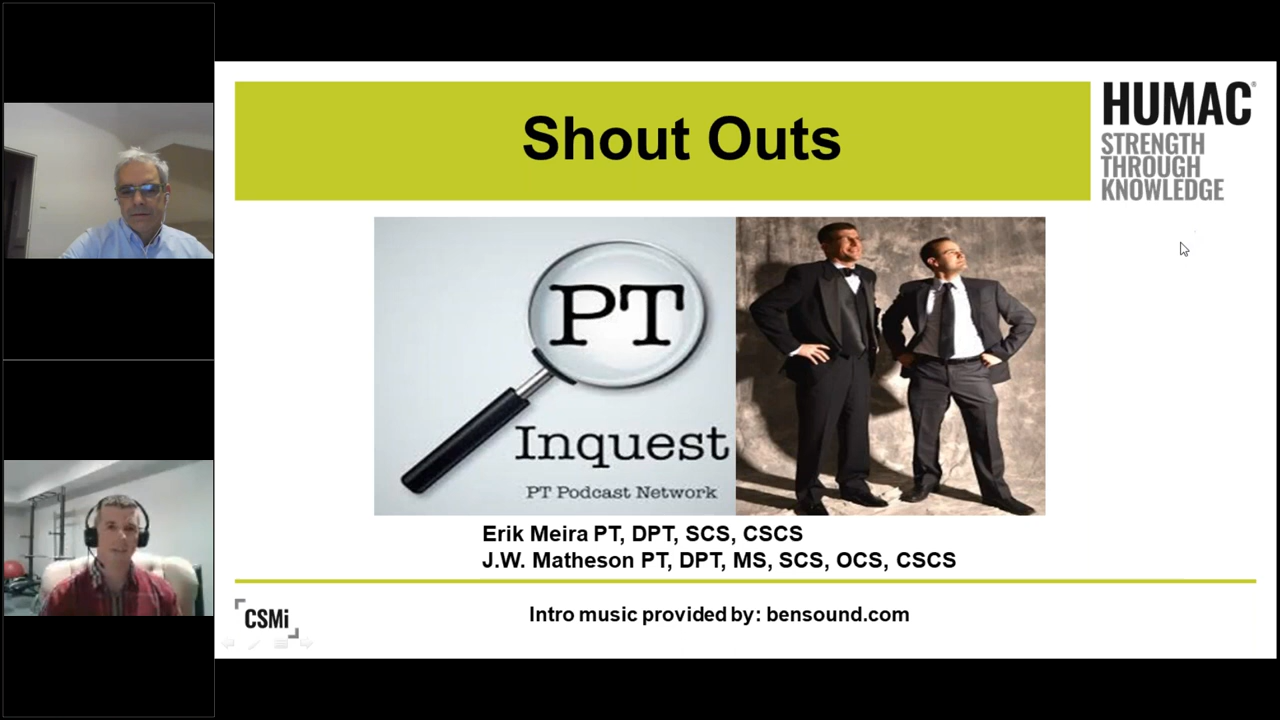 Shout Outs
HUMAC®
STRENGTH
THROUGH
KNOWLEDGE
PT
Inquest
PT Podcast Network
Erik Meira PT, DPT, SCS, CSCS
J.W. Matheson PT, DPT, MS, SCS, OCS, CSCS
CSMi
Intro music provided by: bensound.com